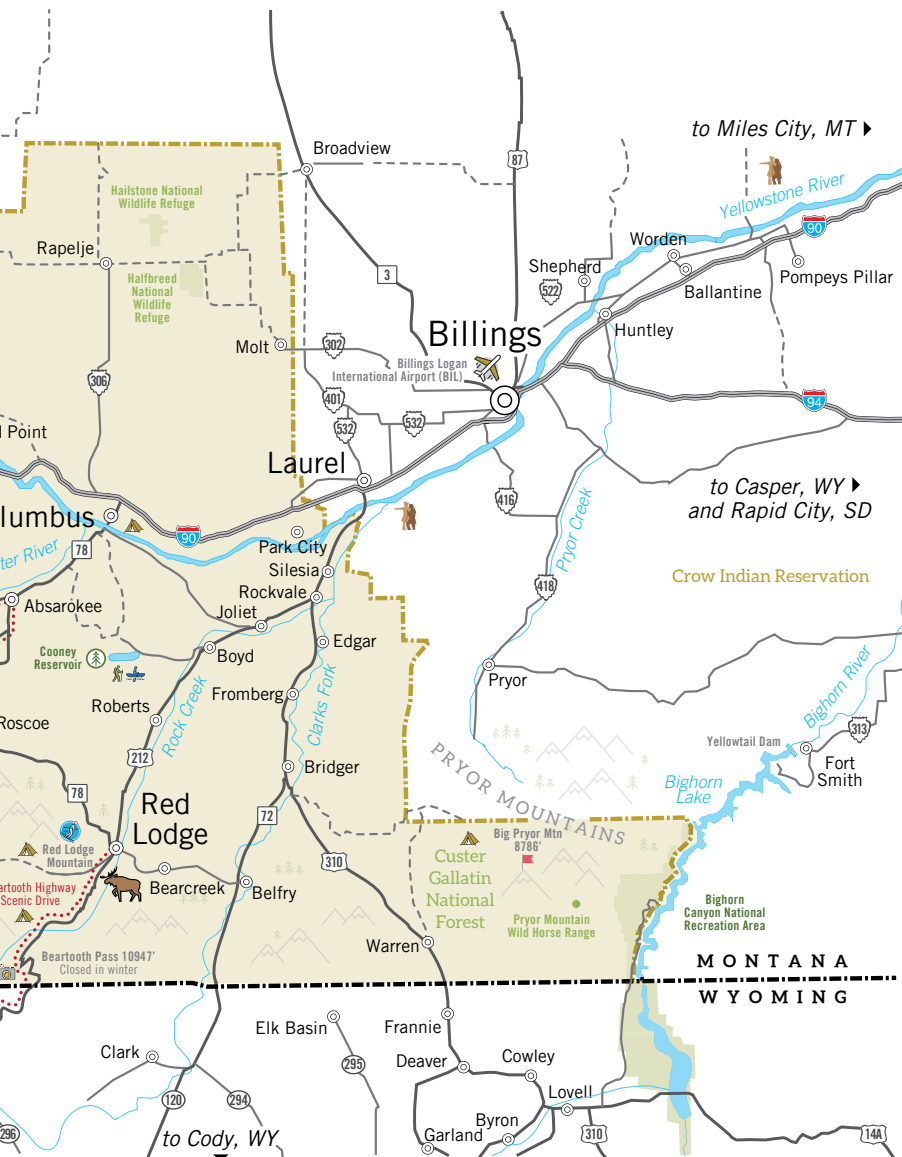 to Miles City, MT
Broadview
87
Hailstone National
Wildlife Refuge
Yellowstone River
90
Rapelje
Worden
3
Shepherd
Pompeys Pillar
Halfbreed
National
Wildlife
Refuge
522
Ballantine
Billings
Huntley
Molt
302
Billings Logan
International Airport (BIL)
306
401
94
532
532
l Point
Laurel
to Casper, WY
and Rapid City, SD
416
lumbus
90
Pryor Creek
Park City
78
ter River
Silesia
Crow Indian Reservation
418
Rockvale
Absarokee
Joliet
Edgar
Cooney
Reservoir
Boyd
Pryor
Bighorn River
Fromberg
Clarks Fork
Roberts
Rock Creek
Roscoe
313
Yellowtail Dam
212
Fort
Smith
Bridger
PRYOR MOUNTAINS
Bighorn
Lake
78
Red
Lodge
72
Big Pryor Mtn
8786'
Red Lodge
Mountain
310
Custer
Gallatin
National
Forest
Bearcreek
Belfry
artooth Highway
Scenic Drive
Pryor Mountain
Wild Horse Range
Bighorn
Canyon National
Recreation Area
Warren
Beartooth Pass 10947'
Closed in winter
MONTANA
WYOMING
Elk Basin
Frannie
Clark
295
Deaver
Cowley
Lovell
120
294
Byron
296
to Cody, WY
Garland
310
14A